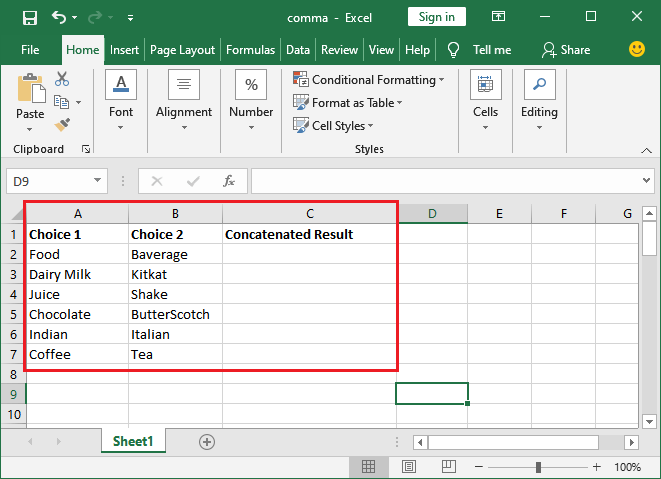 comma - Excel
Sign in
File Home Insert Page Layout Formulas Data Review View Help Tell me Share
Paste
Clipboard
A
Font
Alignment
%
Number
Conditional Formatting
Format as Table
Cell Styles
Styles
Cells
Editing
D9 fx
A B C D E F G
1 Choice 1 Choice 2 Concatenated Result
2 Food Baverage
3 Dairy Milk Kitkat
4 Juice Shake
5 Chocolate ButterScotch
6 Indian Italian
7 Coffee Tea
8
9
10
Sheet1
100%